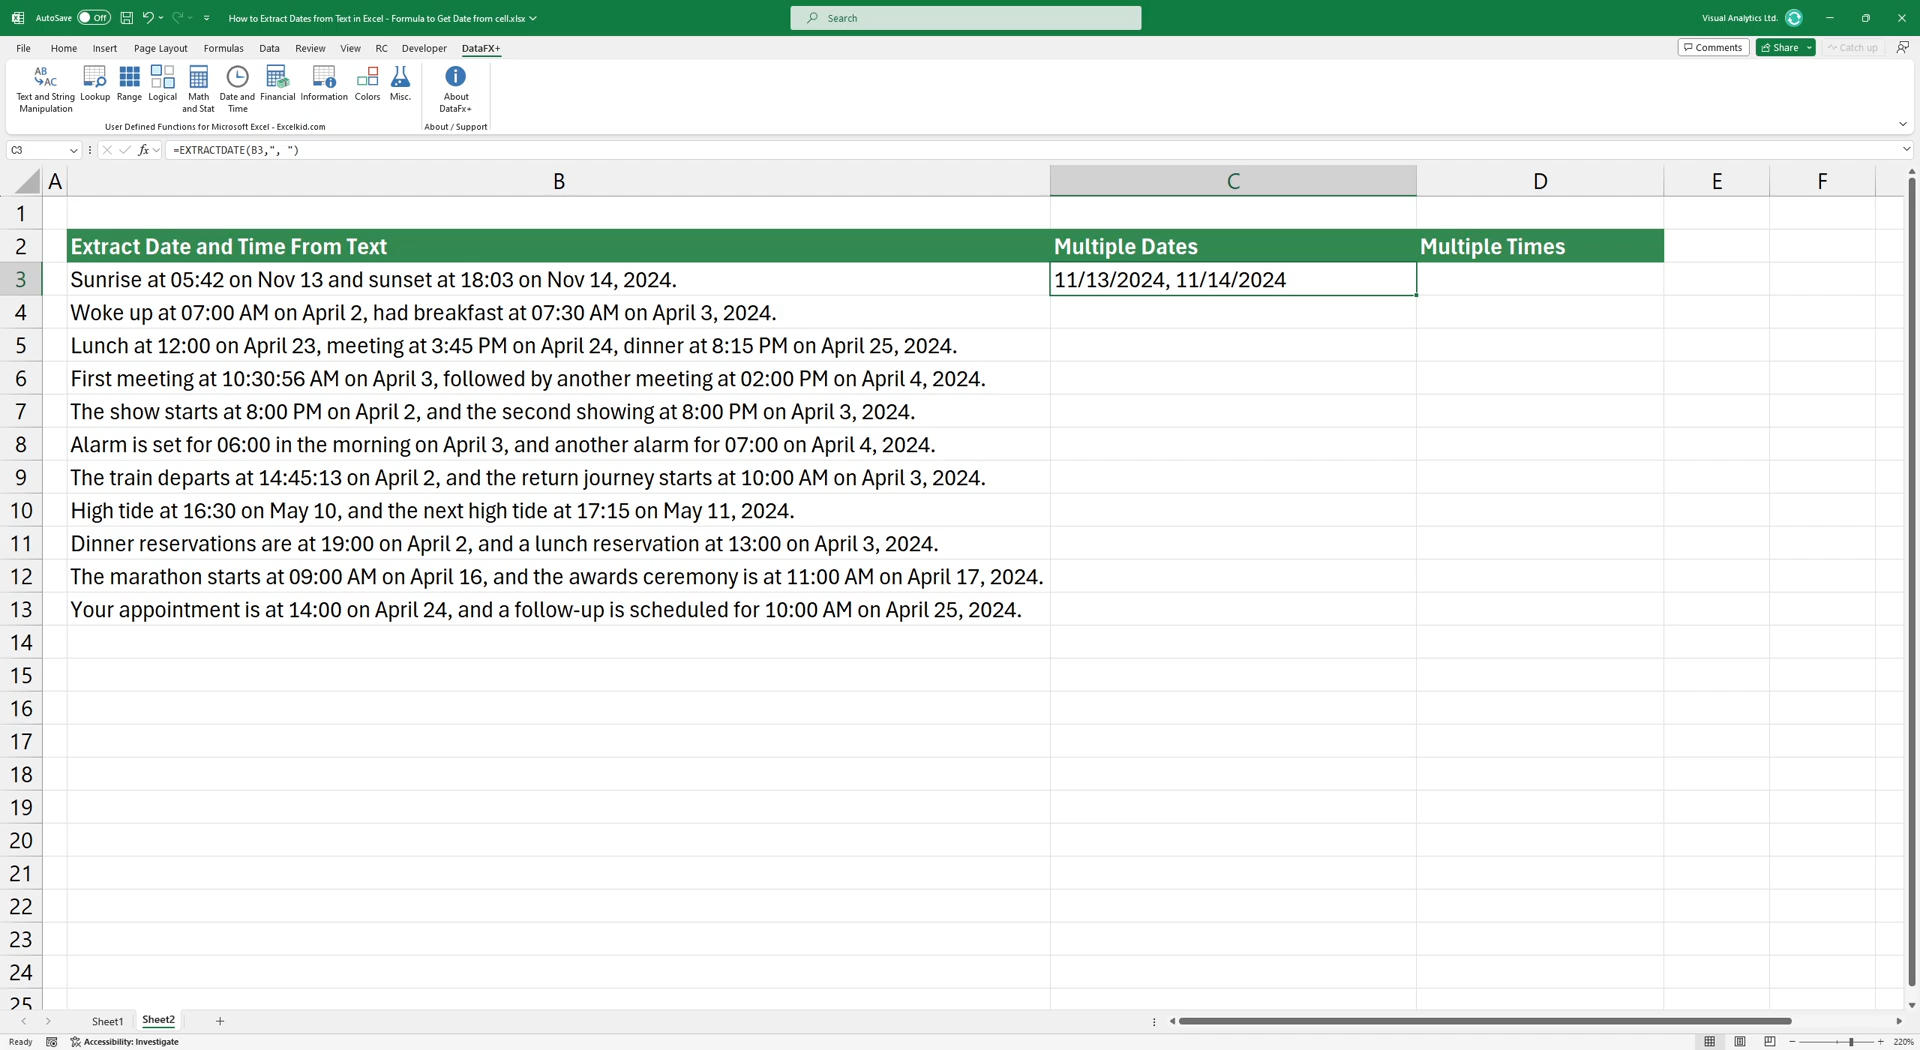 AutoSave Off How to Extract Dates from Text in Excel - Formula to Get Date from cell.xlsx Search Visual Analytics Ltd.
File Home Insert Page Layout Formulas Data Review View RC Developer DataFX+ Comments Share Catch up
AB
AC
Text and String Manipulation
Lookup
Range
Logical
Math and Stat
Date and Time
Financial
Information
Colors
Misc.
About DataFx+
User Defined Functions for Microsoft Excel - Excelkid.com About / Support
C3 fx =EXTRACTDATE(B3,", ")
A B C D E F
1
2 Extract Date and Time From Text Multiple Dates Multiple Times
3 Sunrise at 05:42 on Nov 13 and sunset at 18:03 on Nov 14, 2024. 11/13/2024, 11/14/2024
4 Woke up at 07:00 AM on April 2, had breakfast at 07:30 AM on April 3, 2024.
5 Lunch at 12:00 on April 23, meeting at 3:45 PM on April 24, dinner at 8:15 PM on April 25, 2024.
6 First meeting at 10:30:56 AM on April 3, followed by another meeting at 02:00 PM on April 4, 2024.
7 The show starts at 8:00 PM on April 2, and the second showing at 8:00 PM on April 3, 2024.
8 Alarm is set for 06:00 in the morning on April 3, and another alarm for 07:00 on April 4, 2024.
9 The train departs at 14:45:13 on April 2, and the return journey starts at 10:00 AM on April 3, 2024.
10 High tide at 16:30 on May 10, and the next high tide at 17:15 on May 11, 2024.
11 Dinner reservations are at 19:00 on April 2, and a lunch reservation at 13:00 on April 3, 2024.
12 The marathon starts at 09:00 AM on April 16, and the awards ceremony is at 11:00 AM on April 17, 2024.
13 Your appointment is at 14:00 on April 24, and a follow-up is scheduled for 10:00 AM on April 25, 2024.
14
15
16
17
18
19
20
21
22
23
24
25
Sheet1 Sheet2
Ready Accessibility: Investigate 220%